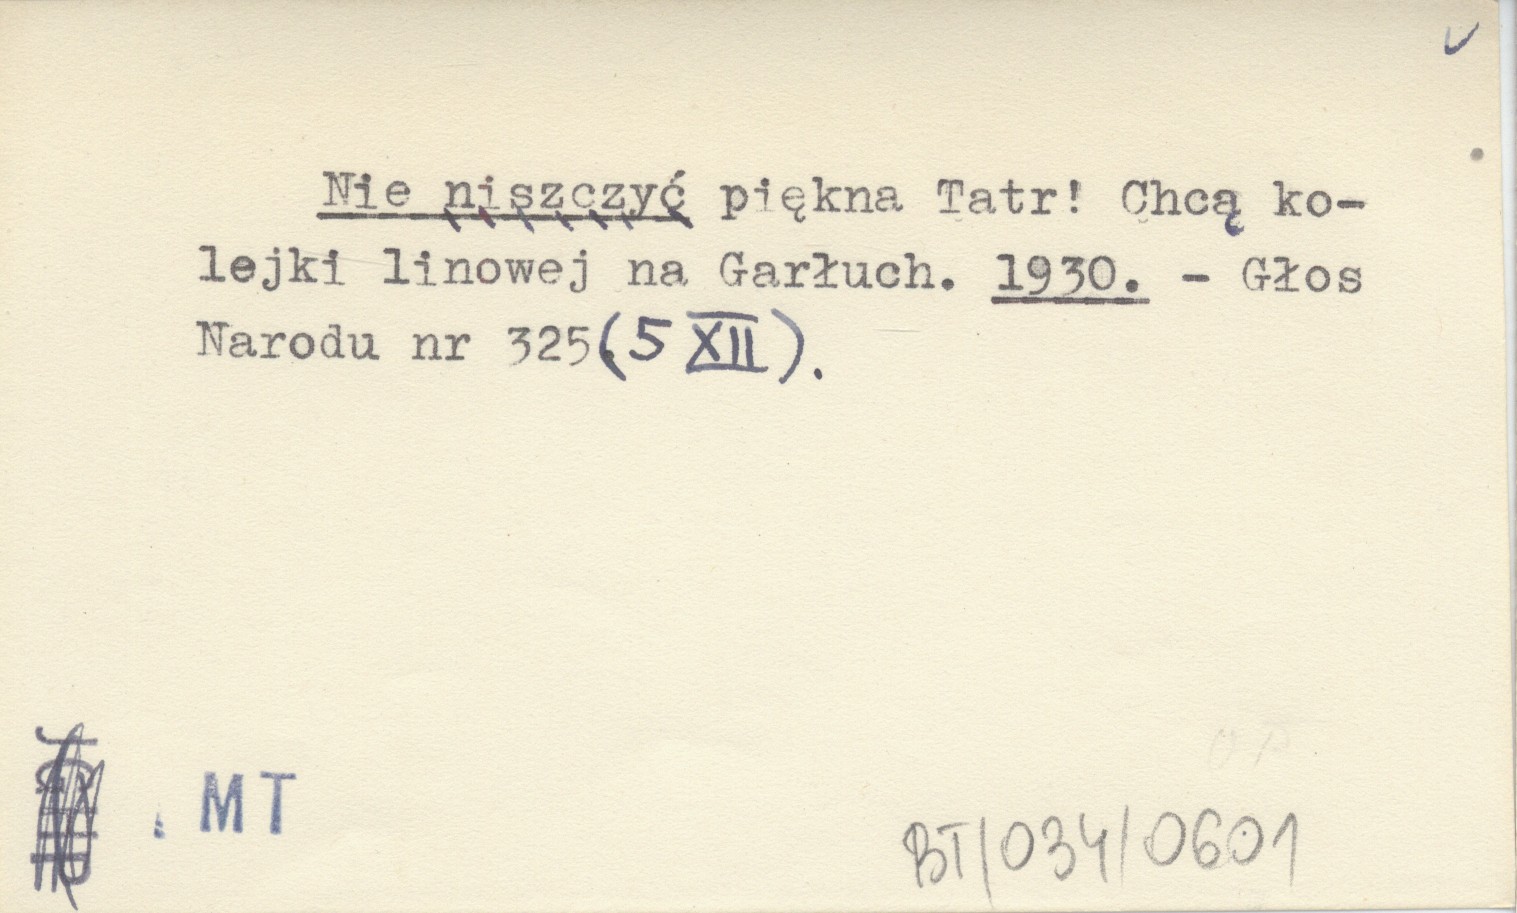 Nie niszczyć piękna Tatr! Chcą ko-
lejki linowej na Garłuch. 1930. - Głos
Narodu nr 325 (5 XII).
MT
BT/034/0601